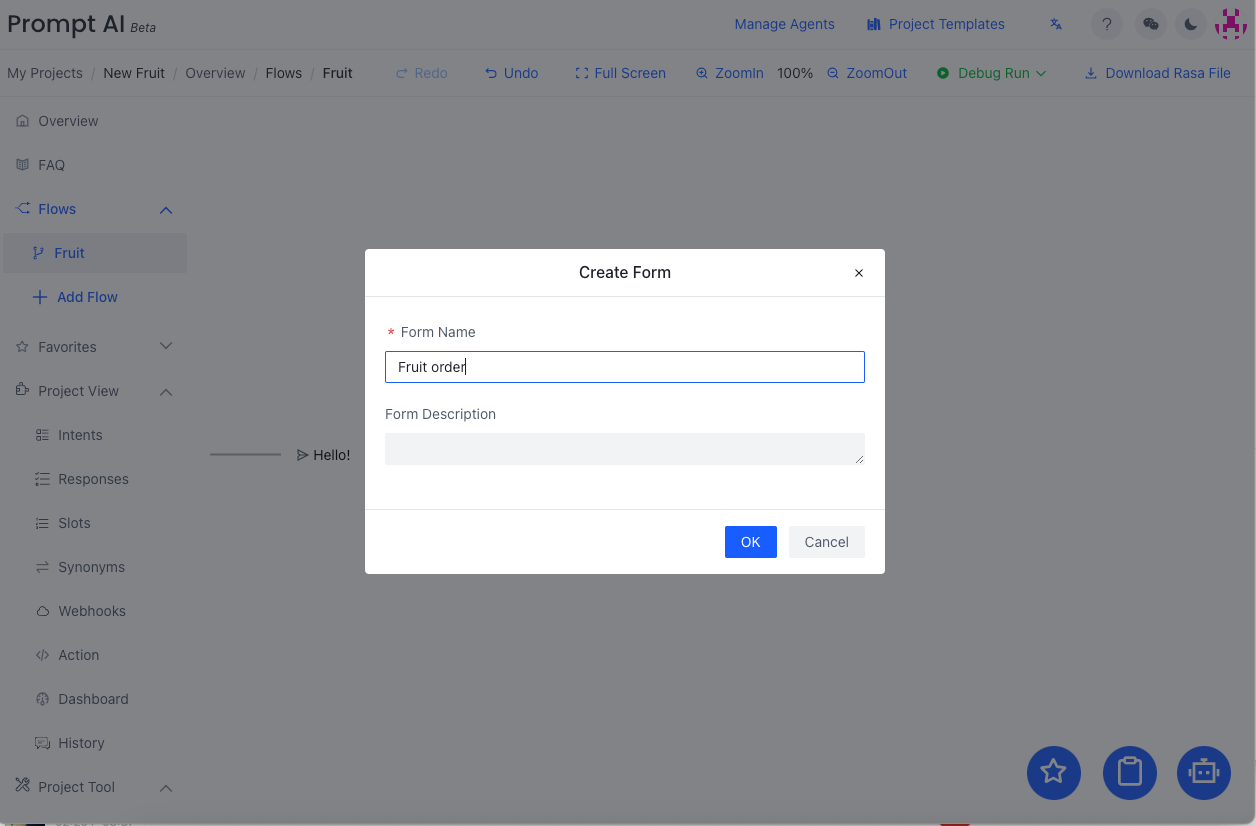 Prompt AI Beta
Manage Agents Project Templates ?
My Projects / New Fruit / Overview / Flows / Fruit Redo Undo Full Screen ZoomIn 100% ZoomOut Debug Run Download Rasa File
Overview
FAQ
Flows
Fruit
Add Flow
Favorites
Project View
Intents
Responses
Slots
Synonyms
Webhooks
Action
Dashboard
History
Project Tool
Hello!
Create Form
* Form Name
Fruit order
Form Description
OK Cancel